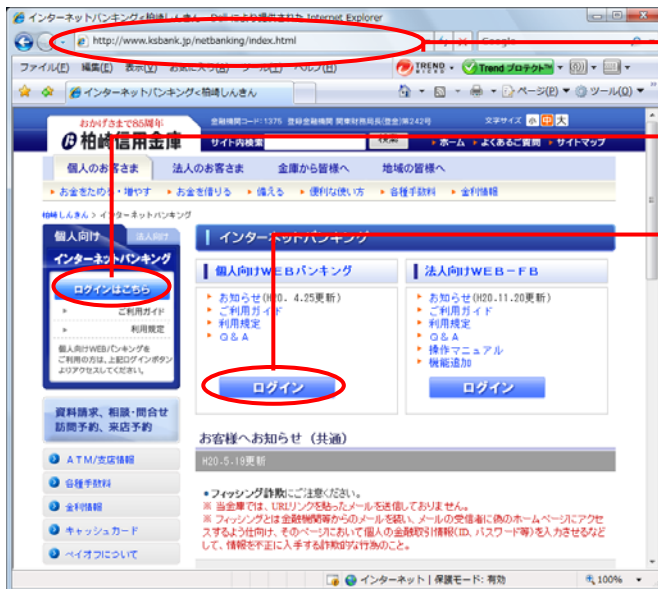 インターネットバンキング<柏崎しんきん - Dell により提供された Internet Explorer
http://www.ksbank.jp/netbanking/index.html
Google
ファイル(F) 編集(E) 表示(V) お気に入り(A) ツール(T) ヘルプ(H)
TREND MICRO Trend プロテクト
インターネットバンキング<柏崎しんきん
ページ(P) ツール(O)
おかげさまで85周年
柏崎信用金庫
金融機関コード:1375 登録金融機関 関東財務局長(登金)第242号
文字サイズ 小 中 大
サイト内検索 検索 ホーム よくあるご質問 サイトマップ
個人のお客さま 法人のお客さま 金庫から皆様へ 地域の皆様へ
お金をためる・増やす お金を借りる 備える 便利な使い方 各種手数料 金利情報
柏崎しんきん > インターネットバンキング
個人向け 法人向け
インターネットバンキング
ログインはこちら
ご利用ガイド
利用規定
個人向けWEBバンキングを
ご利用の方は、上記ログインボタン
よりアクセスしてください。
資料請求、相談・問合せ
訪問予約、来店予約
ATM/支店情報
各種手数料
金利情報
キャッシュカード
ペイオフについて
インターネットバンキング
個人向けWEBバンキング
お知らせ(H20. 4.25更新)
ご利用ガイド
利用規定
Q&A
ログイン
法人向けWEB-FB
お知らせ(H20.11.20更新)
ご利用ガイド
利用規定
Q&A
操作マニュアル
機能追加
ログイン
お客様へお知らせ（共通）
H20.5.19更新
•フィッシング詐欺にご注意ください。
※ 当金庫では、URLリンクを貼ったメールを送信しておりません。
※ フィッシングとは金融機関等からのメールを装い、メールの受信者に偽のホームページにアクセ
スするよう仕向け、そのページにおいて個人の金融取引情報(ID、パスワード等)を入力させるなど
して、情報を不正に入手する詐欺的な行為のこと。
インターネット | 保護モード: 有効
100%